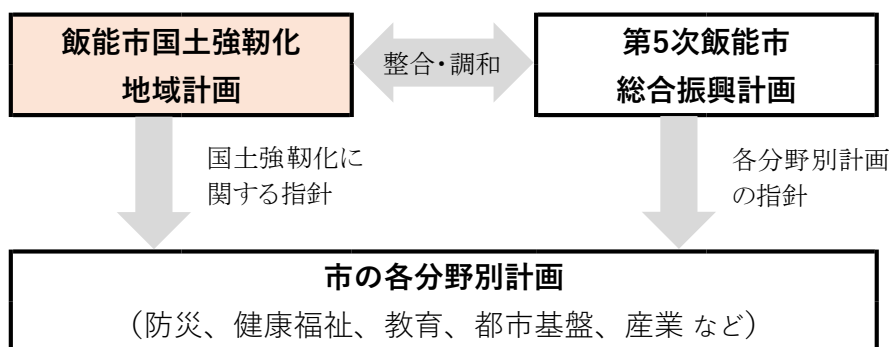 飯能市国土強靭化
地域計画
整合・調和
第5次飯能市
総合振興計画
国土強靭化に
関する指針
各分野別計画
の指針
市の各分野別計画
（防災、健康福祉、教育、都市基盤、産業 など）